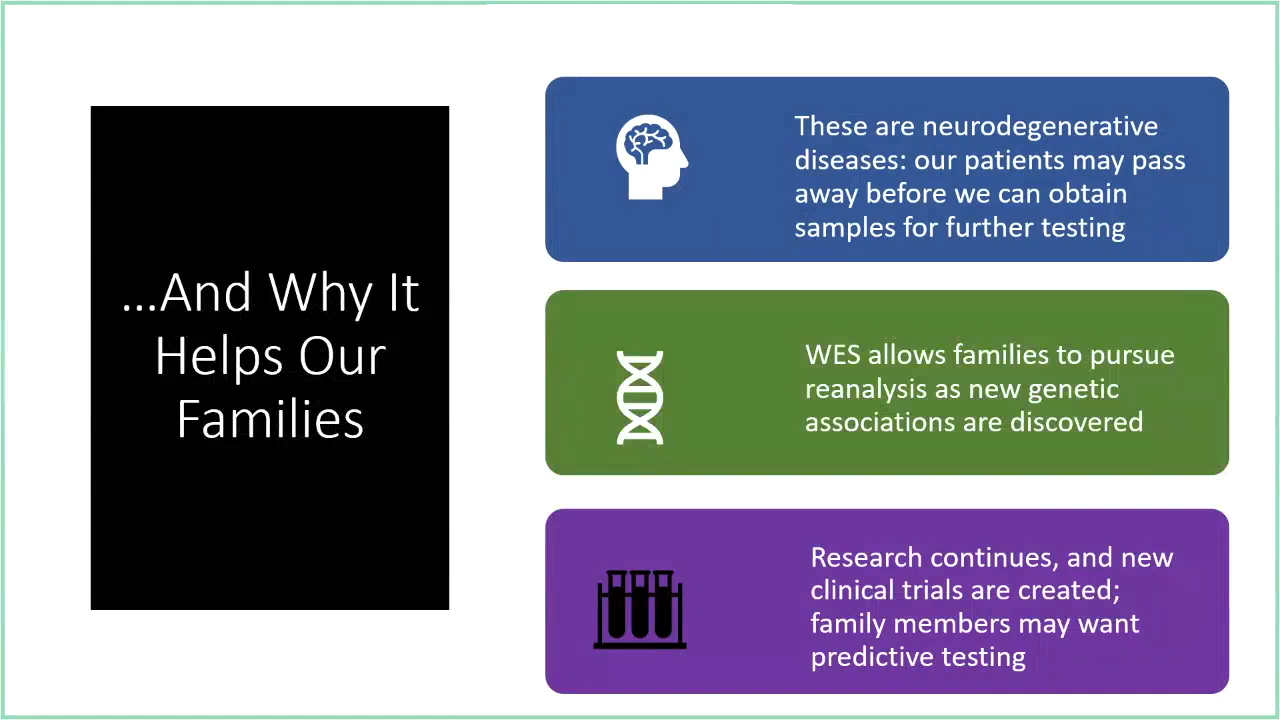 ...And Why It
Helps Our
Families
These are neurodegenerative
diseases: our patients may pass
away before we can obtain
samples for further testing
WES allows families to pursue
reanalysis as new genetic
associations are discovered
Research continues, and new
clinical trials are created;
family members may want
predictive testing